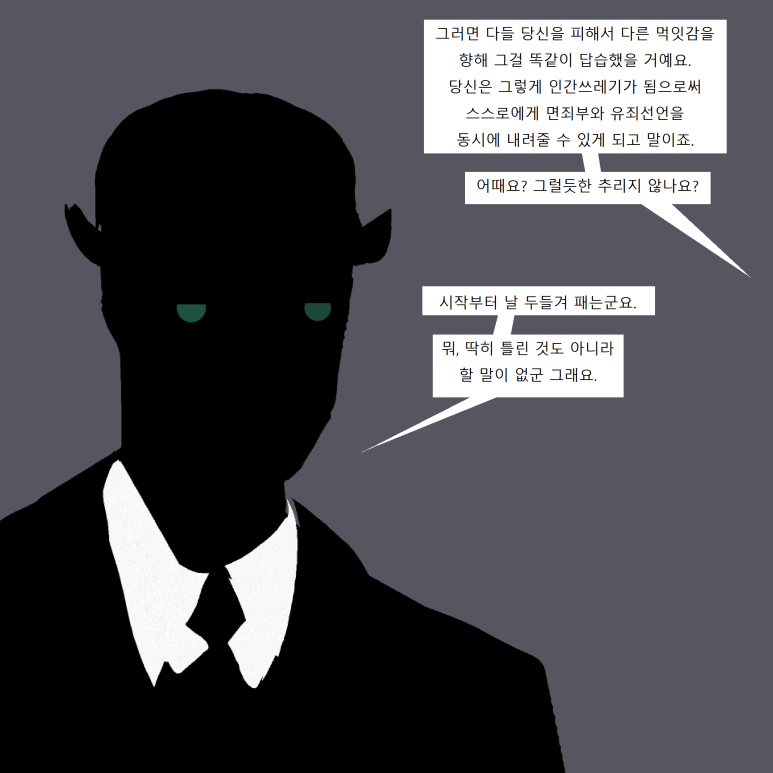 그러면 다들 당신을 피해서 다른 먹잇감을
향해 그걸 똑같이 답습했을 거예요.
당신은 그렇게 인간쓰레기가 됨으로써
스스로에게 면죄부와 유죄선언을
동시에 내려줄 수 있게 되고 말이죠.
어때요? 그럴듯한 추리지 않나요?
시작부터 날 두들겨 패는군요.
뭐, 딱히 틀린 것도 아니라
할 말이 없군 그래요.